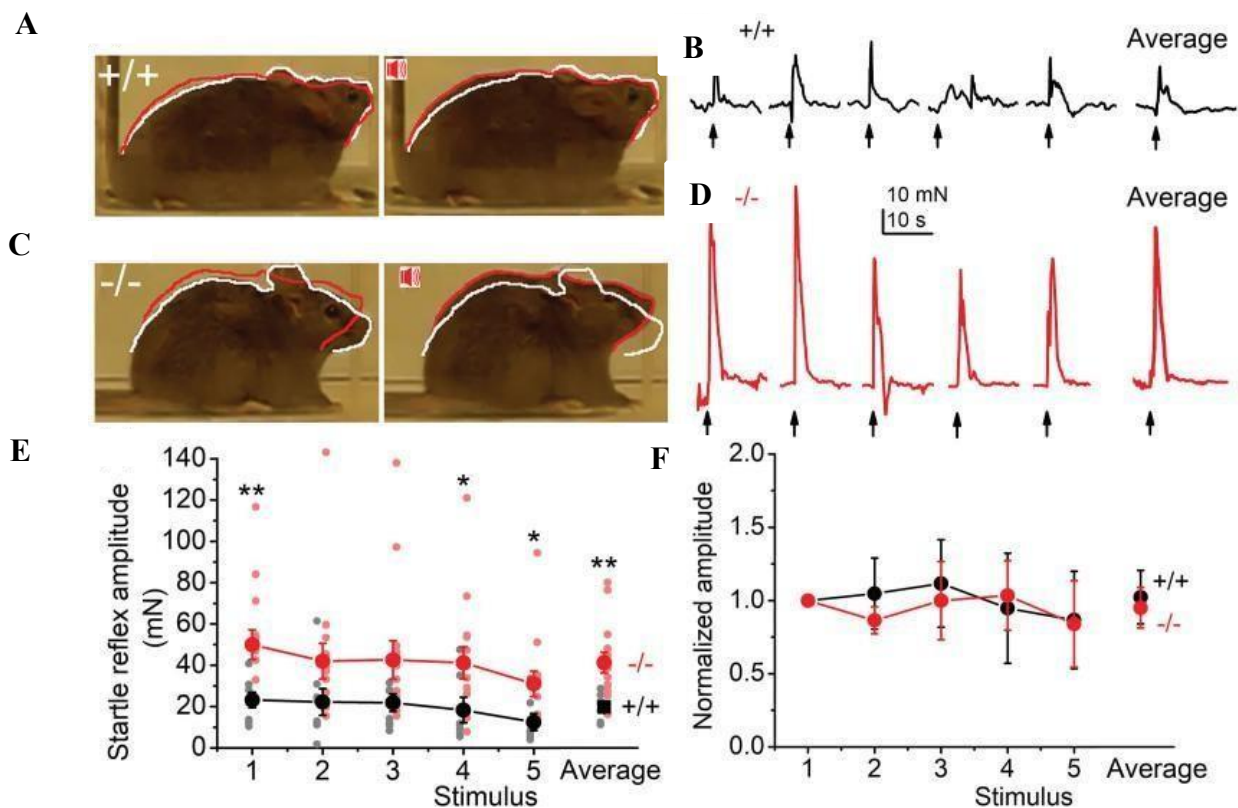 A
+/+
B
+/+
Average
C
-/-
D
-/-
10 mN
10 s
Average
E
Startle reflex amplitude
(mN)
140
120
100
80
60
40
20
0
**
*
*
**
-/-
+/+
1
2
3
4
5
Average
Stimulus
F
Normalized amplitude
2.0
1.5
1.0
0.5
0.0
+/+
-/-
1
2
3
4
5
Average
Stimulus